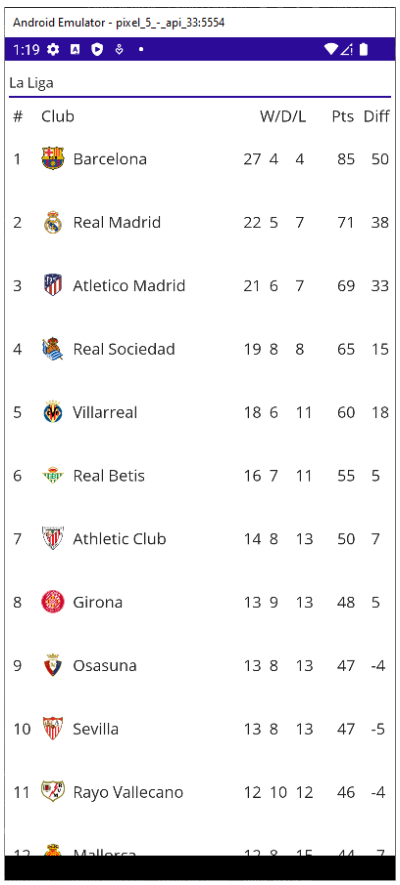 Android Emulator - pixel_5_-_api_33:5554
1:19
La Liga
# Club W/D/L Pts Diff
1 Barcelona 27 4 4 85 50
2 Real Madrid 22 5 7 71 38
3 Atletico Madrid 21 6 7 69 33
4 Real Sociedad 19 8 8 65 15
5 Villarreal 18 6 11 60 18
6 Real Betis 16 7 11 55 5
7 Athletic Club 14 8 13 50 7
8 Girona 13 9 13 48 5
9 Osasuna 13 8 13 47 -4
10 Sevilla 13 8 13 47 -5
11 Rayo Vallecano 12 10 12 46 -4
12 Mallorca 12 8 15 44 -7